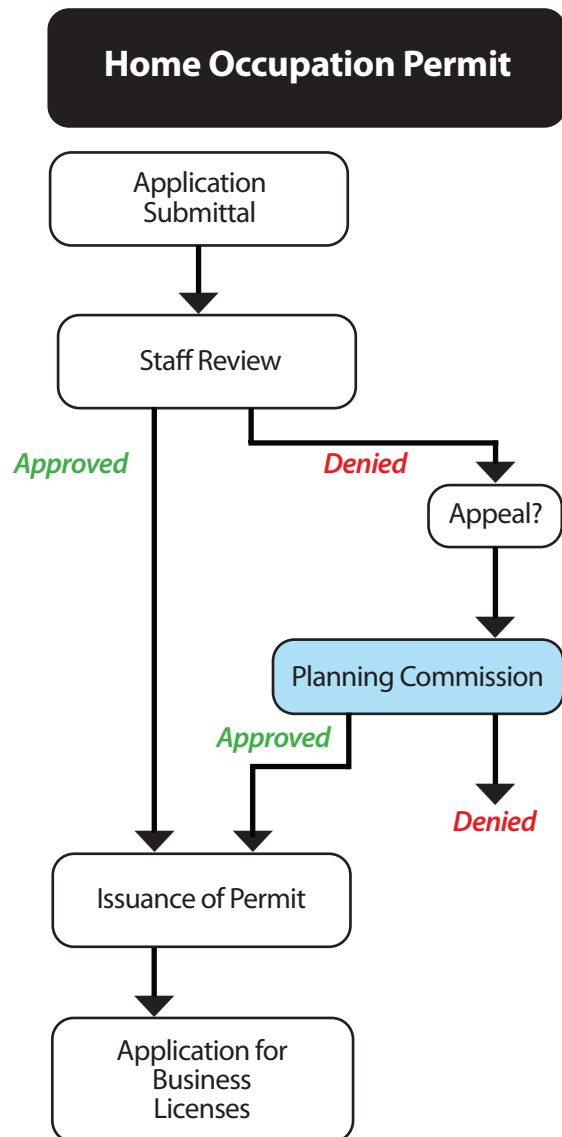 Home Occupation Permit
Application
Submittal
Staff Review
Approved
Denied
Appeal?
Planning Commission
Approved
Denied
Issuance of Permit
Application for
Business
Licenses